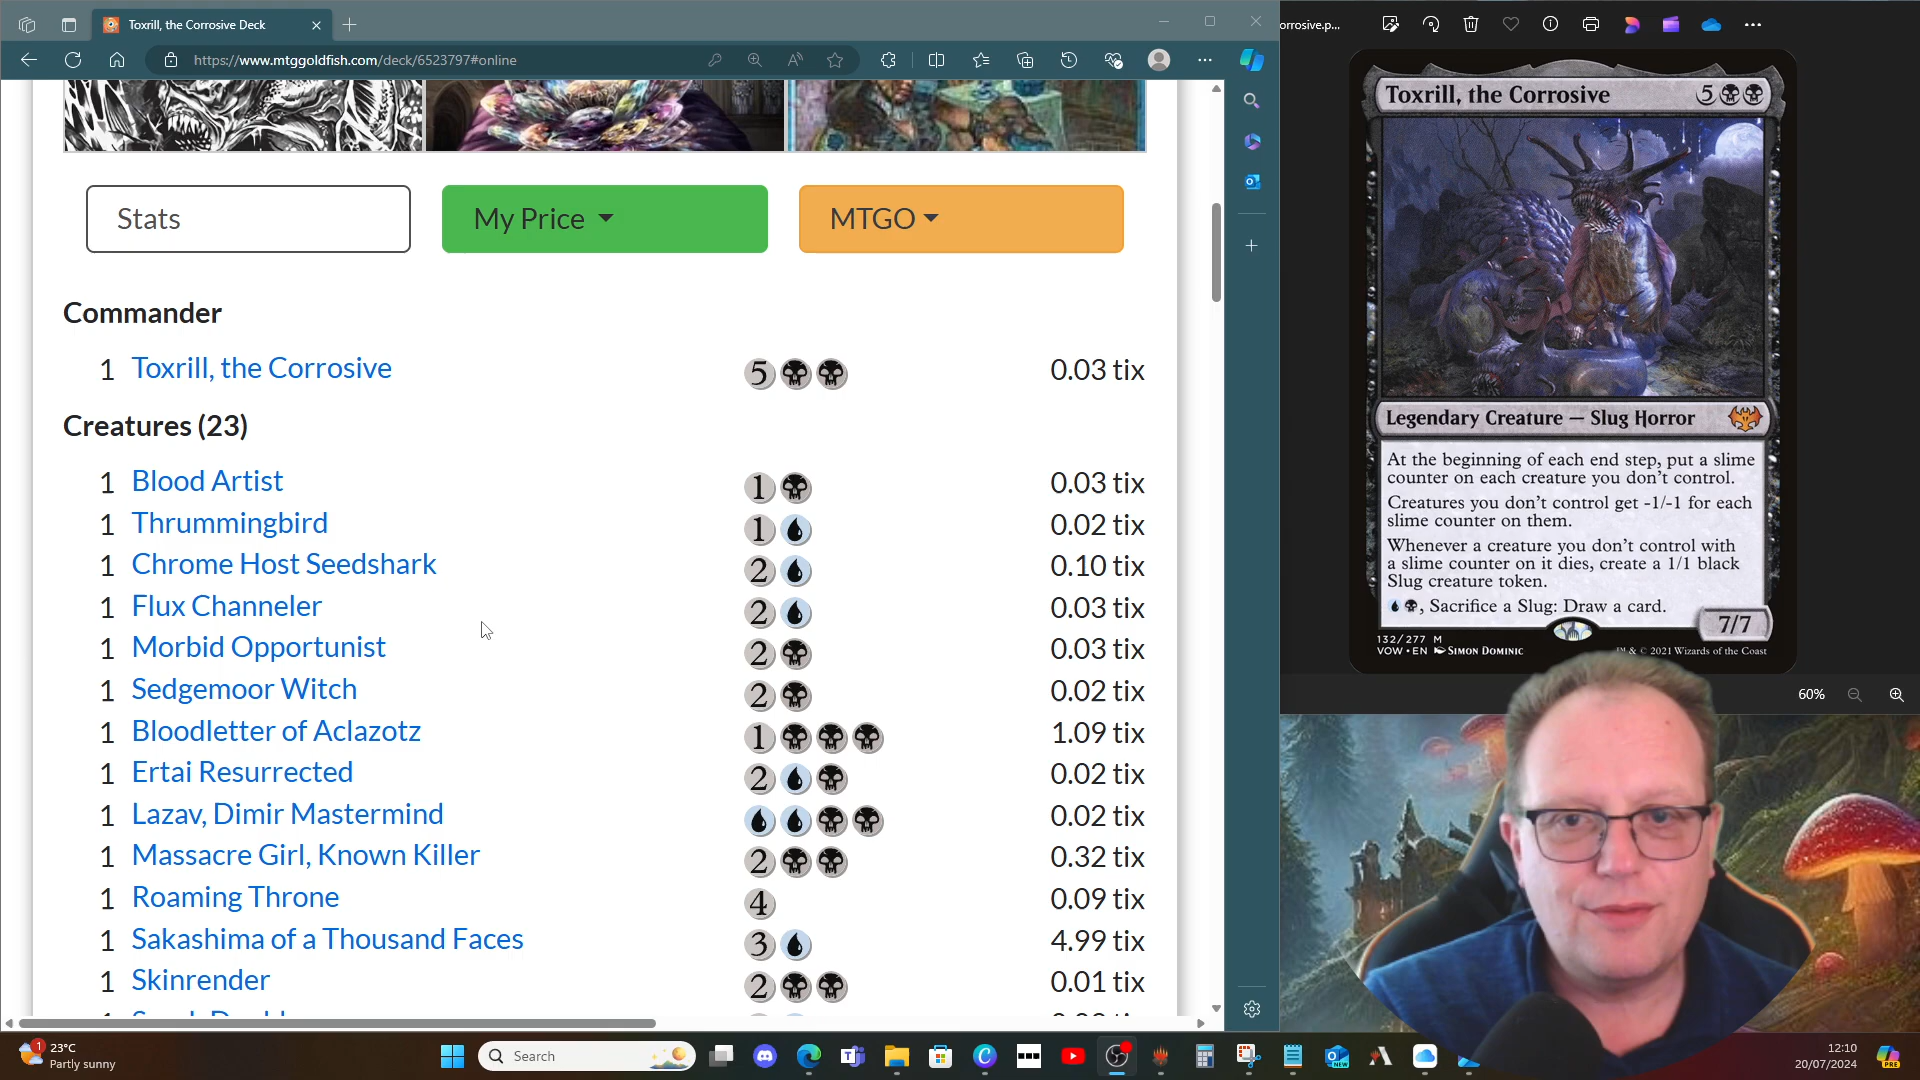 Toxrill, the Corrosive Deck
https://www.mtggoldfish.com/deck/6523797#online
orrosive.p...
Stats
My Price
MTGO
Commander
1 Toxrill, the Corrosive 5 0.03 tix
Creatures (23)
1 Blood Artist 1 0.03 tix
1 Thrummingbird 1 0.02 tix
1 Chrome Host Seedshark 2 0.10 tix
1 Flux Channeler 2 0.03 tix
1 Morbid Opportunist 2 0.03 tix
1 Sedgemoor Witch 2 0.02 tix
1 Bloodletter of Aclazotz 1 1.09 tix
1 Ertai Resurrected 2 0.02 tix
1 Lazav, Dimir Mastermind 0.02 tix
1 Massacre Girl, Known Killer 2 0.32 tix
1 Roaming Throne 4 0.09 tix
1 Sakashima of a Thousand Faces 3 4.99 tix
1 Skinrender 2 0.01 tix
Toxrill, the Corrosive 5
Legendary Creature — Slug Horror
At the beginning of each end step, put a slime
counter on each creature you don't control.
Creatures you don't control get -1/-1 for each
slime counter on them.
Whenever a creature you don't control with
a slime counter on it dies, create a 1/1 black
Slug creature token.
, Sacrifice a Slug: Draw a card.
7/7
132/277 M
VOW • EN SIMON DOMINIC
™ & © 2021 Wizards of the Coast
60%
1
23°C
Partly sunny
Search
NEW
12:10
20/07/2024
PRE